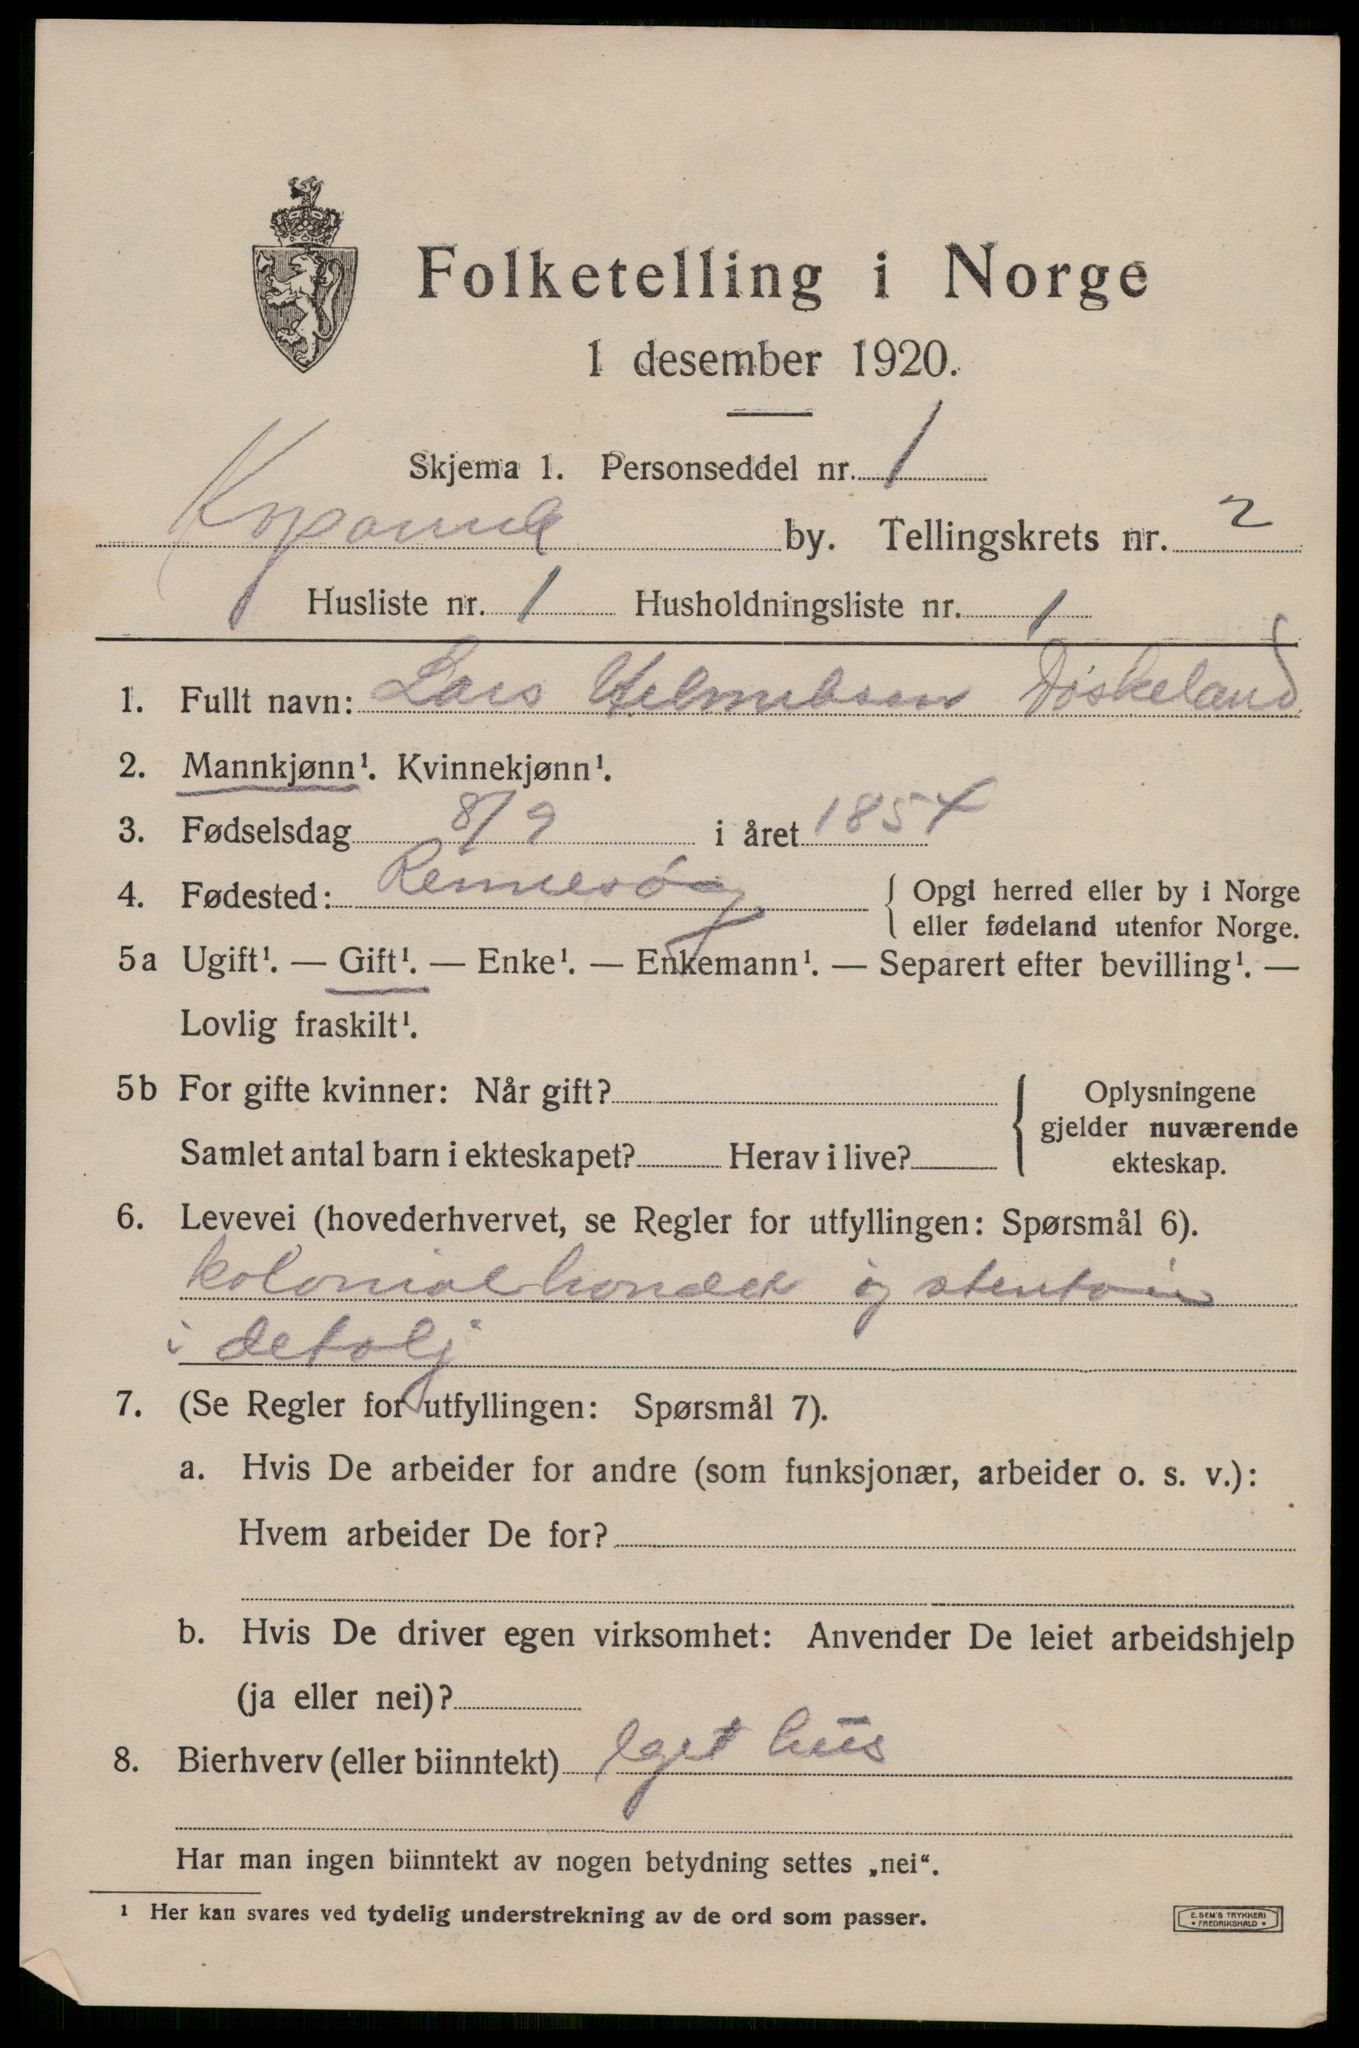 Folketelling i Norge
1 desember 1920.
Skjema 1. Personseddel nr. 1
Kopervik by. Tellingskrets nr. 2
Husliste nr. 1 Husholdningsliste nr. 1
1. Fullt navn: Lars Helmikson Døskeland
2. Mannkjønn¹. Kvinnekjønn¹.
3. Fødselsdag 8/9 i året 1854
4. Fødested: Rennesöy { Opgi herred eller by i Norge
eller fødeland utenfor Norge.
5a Ugift¹. — Gift¹. — Enke¹. — Enkemann¹. — Separert efter bevilling¹. —
Lovlig fraskilt¹.
5b For gifte kvinner: Når gift?
Samlet antal barn i ekteskapet? Herav i live?
Oplysningene
gjelder nuværende
ekteskap.
6. Levevei (hovederhvervet, se Regler for utfyllingen: Spørsmål 6).
kolonialhandel og stentøi
i detalj
7. (Se Regler for utfyllingen: Spørsmål 7).
a. Hvis De arbeider for andre (som funksjonær, arbeider o. s. v.):
Hvem arbeider De for?
b. Hvis De driver egen virksomhet: Anvender De leiet arbeidshjelp
(ja eller nei)?
8. Bierhverv (eller biinntekt) Eget hus
Har man ingen biinntekt av nogen betydning settes „nei“.
¹ Her kan svares ved tydelig understrekning av de ord som passer.
E. SEM'S TRYKKERI
* FREDRIKSHALD *